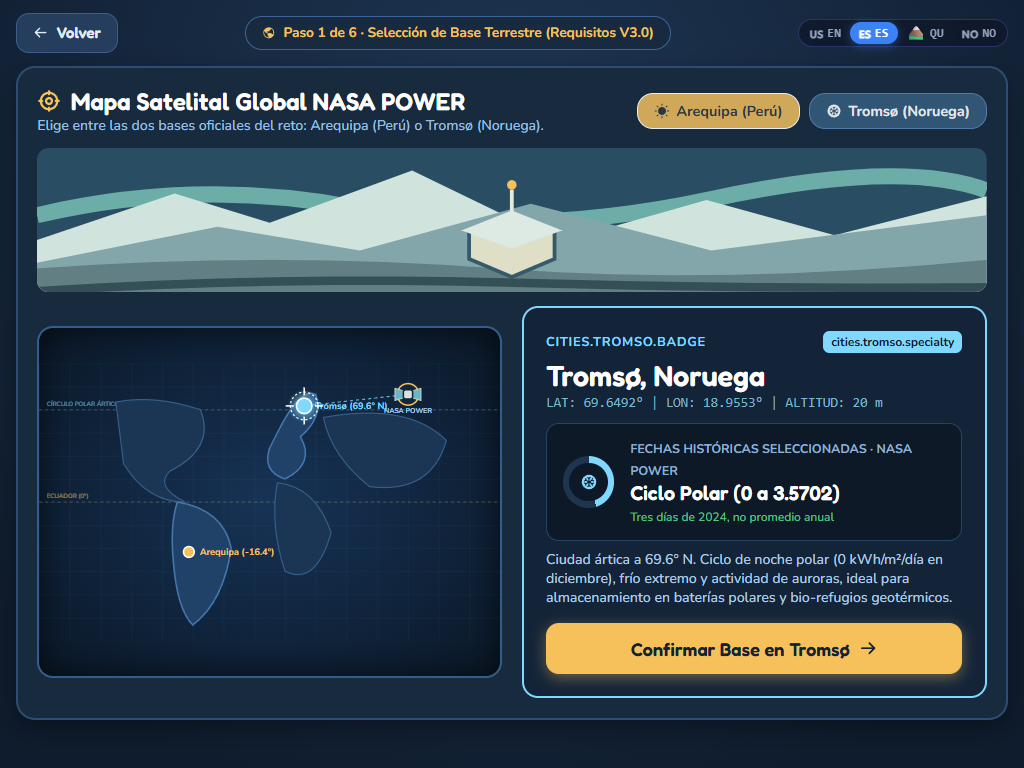 Volver
Paso 1 de 6 · Selección de Base Terrestre (Requisitos V3.0)
US EN
ES ES
QU
NO NO
Mapa Satelital Global NASA POWER
Elige entre las dos bases oficiales del reto: Arequipa (Perú) o Tromsø (Noruega).
Arequipa (Perú)
Tromsø (Noruega)
CÍRCULO POLAR ÁRTIC
Tromsø (69.6° N)
NASA POWER
ECUADOR (0°)
Arequipa (-16.4°)
CITIES.TROMSO.BADGE
cities.tromso.specialty
Tromsø, Noruega
LAT: 69.6492° | LON: 18.9553° | ALTITUD: 20 m
FECHAS HISTÓRICAS SELECCIONADAS · NASA
POWER
Ciclo Polar (0 a 3.5702)
Tres días de 2024, no promedio anual
Ciudad ártica a 69.6° N. Ciclo de noche polar (0 kWh/m²/día en
diciembre), frío extremo y actividad de auroras, ideal para
almacenamiento en baterías polares y bio-refugios geotérmicos.
Confirmar Base en Tromsø